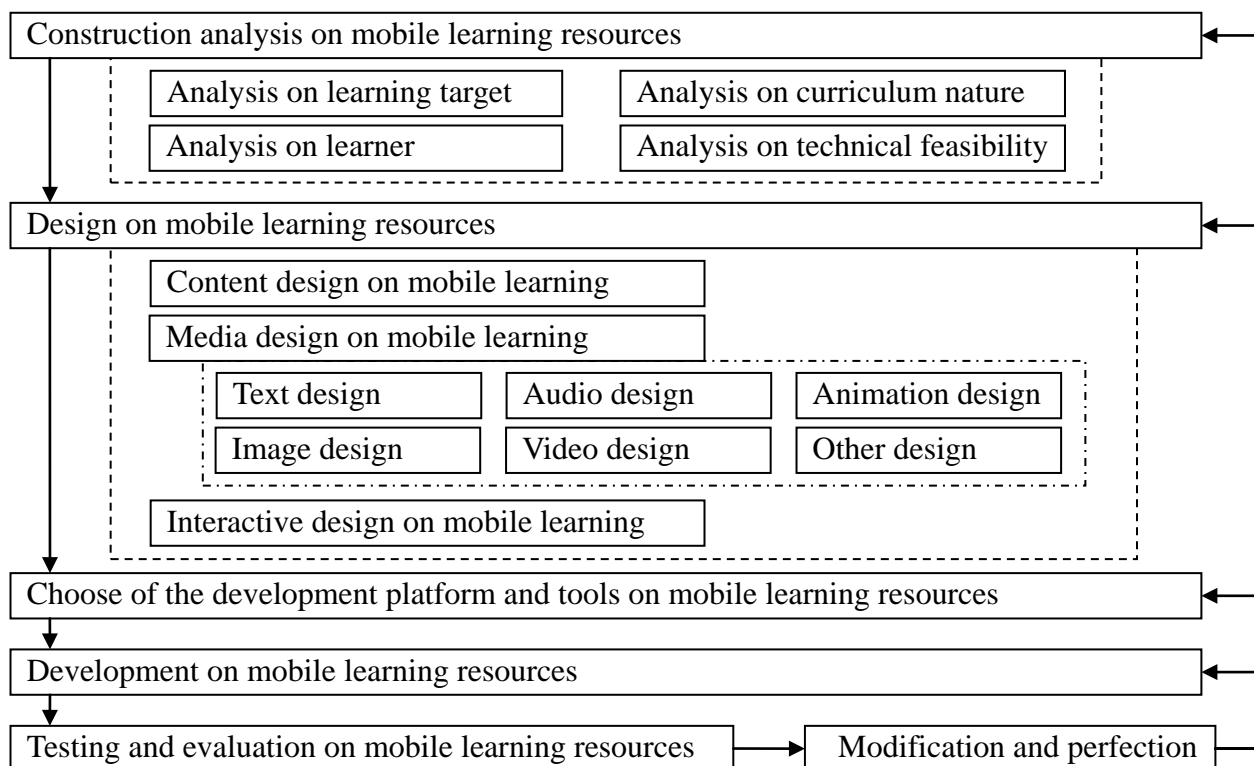 Construction analysis on mobile learning resources
Analysis on learning target
Analysis on curriculum nature
Analysis on learner
Analysis on technical feasibility
Design on mobile learning resources
Content design on mobile learning
Media design on mobile learning
Text design
Audio design
Animation design
Image design
Video design
Other design
Interactive design on mobile learning
Choose of the development platform and tools on mobile learning resources
Development on mobile learning resources
Testing and evaluation on mobile learning resources
Modification and perfection